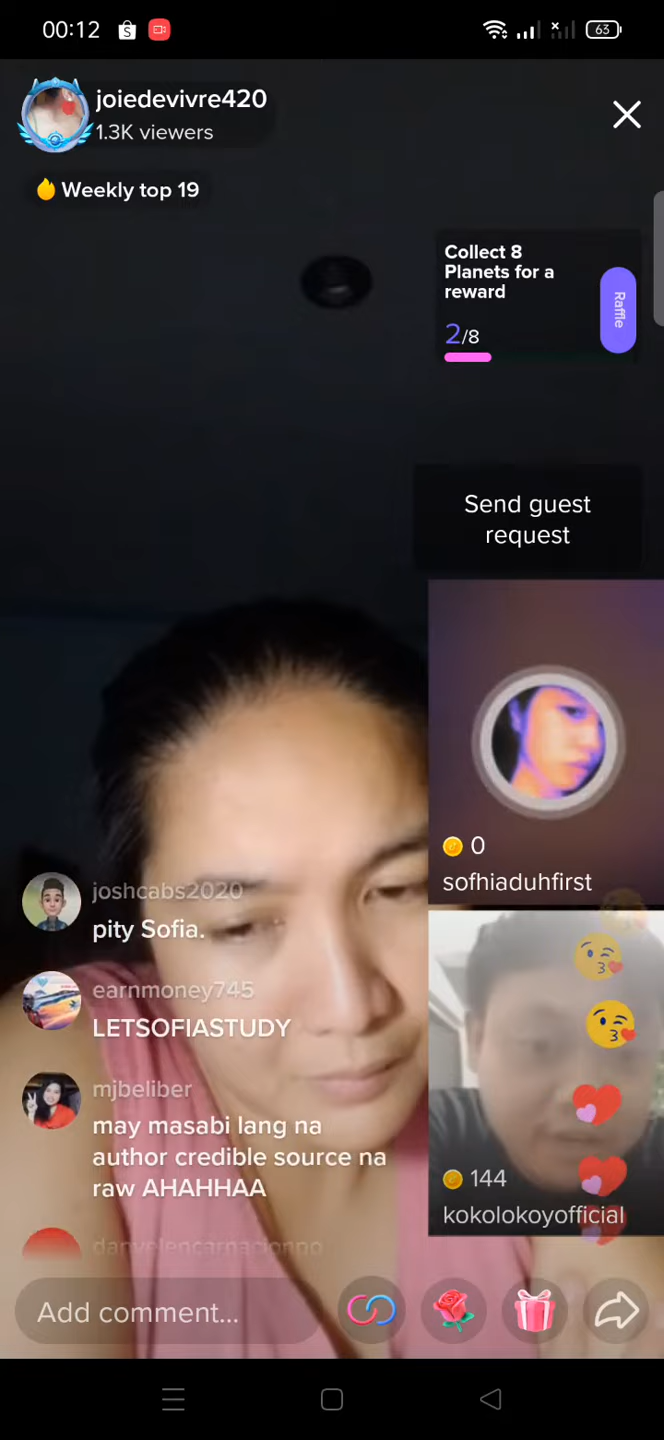 00:12
63
joiedevivre420
1.3K viewers
Weekly top 19
Collect 8
Planets for a
reward
2/8
Raffle
Send guest
request
0
sofhiaduhfirst
joshcabs2020
pity Sofia.
earnmoney745
LETSOFIASTUDY
mjbeliber
may masabi lang na
author credible source na
raw AHAHHAA
144
kokolokoyofficial
Add comment...